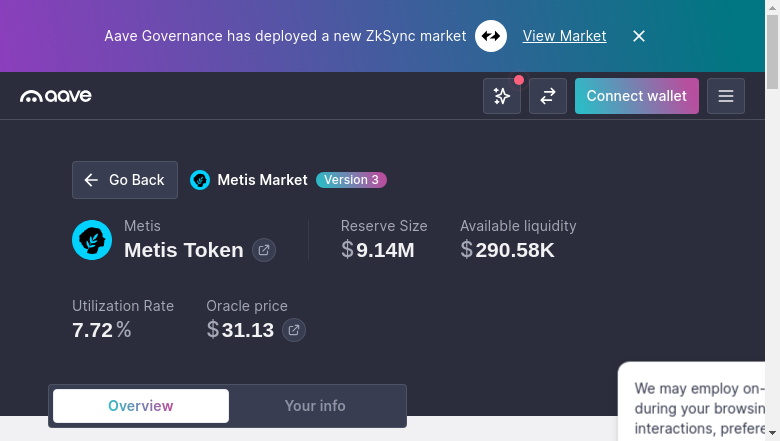 Aave Governance has deployed a new ZkSync market View Market
aave
Connect wallet
Go Back
Metis Market
Version 3
Metis
Metis Token
Reserve Size
$9.14M
Available liquidity
$290.58K
Utilization Rate
7.72%
Oracle price
$31.13
Overview
Your info
We may employ on-
during your browsin
interactions, prefere